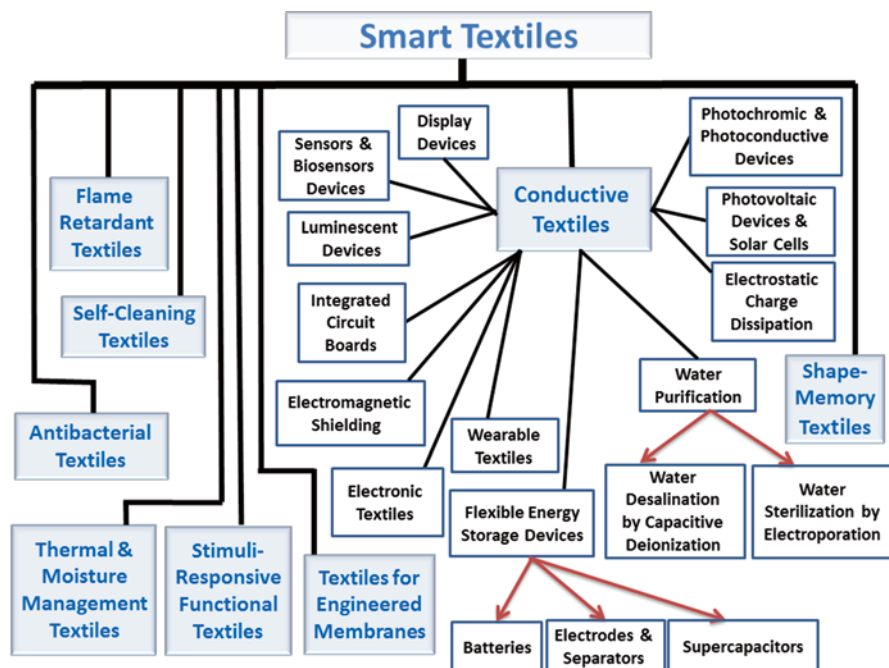 Smart Textiles
Display
Devices
Photochromic &
Photoconductive
Devices
Sensors &
Biosensors
Devices
Flame
Retardant
Textiles
Conductive
Textiles
Photovoltaic
Devices &
Solar Cells
Luminescent
Devices
Electrostatic
Charge
Dissipation
Integrated
Circuit
Boards
Self-Cleaning
Textiles
Water
Purification
Shape-
Memory
Textiles
Electromagnetic
Shielding
Antibacterial
Textiles
Wearable
Textiles
Electronic
Textiles
Water
Desalination
by Capacitive
Deionization
Water
Sterilization by
Electroporation
Flexible Energy
Storage Devices
Thermal &
Moisture
Management
Textiles
Stimuli-
Responsive
Functional
Textiles
Textiles for
Engineered
Membranes
Batteries
Electrodes &
Separators
Supercapacitors